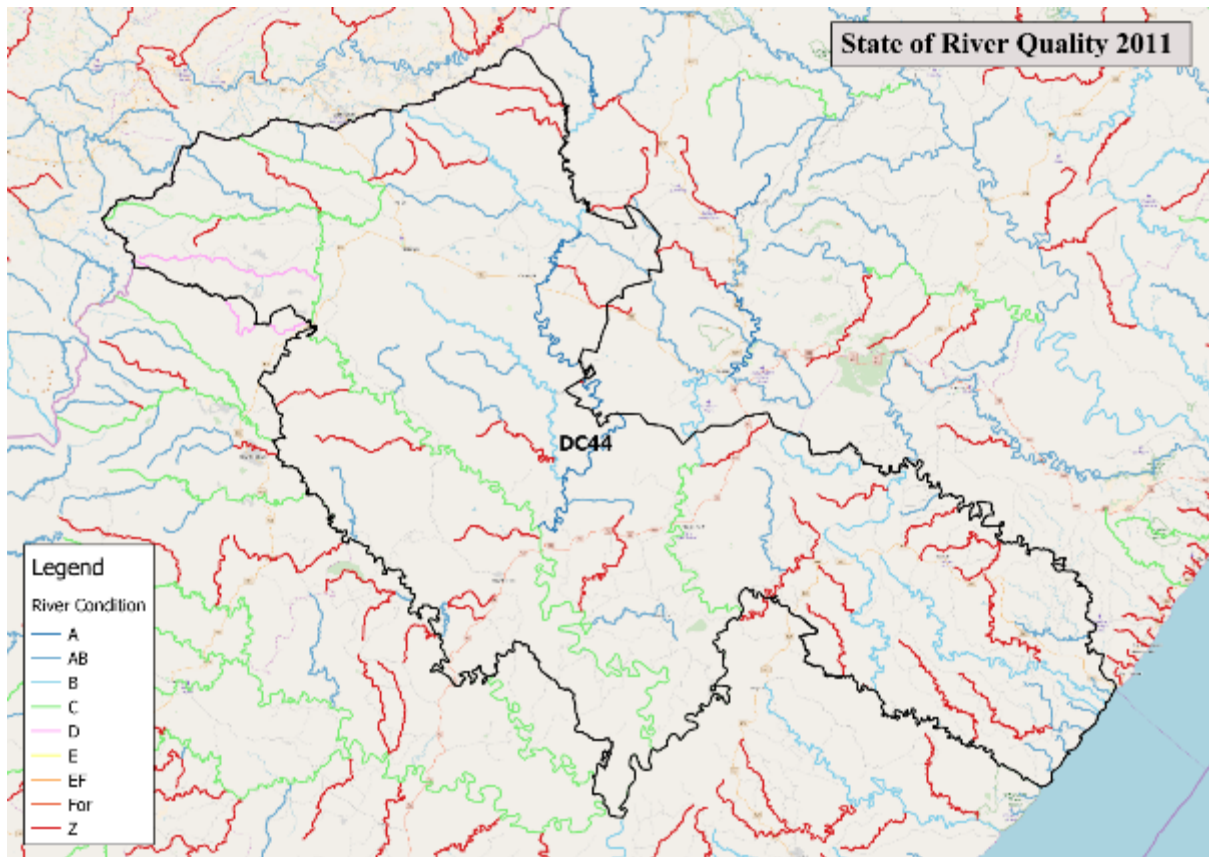 State of River Quality 2011
DC44
Legend
River Condition
A
AB
B
C
D
E
EF
For
Z